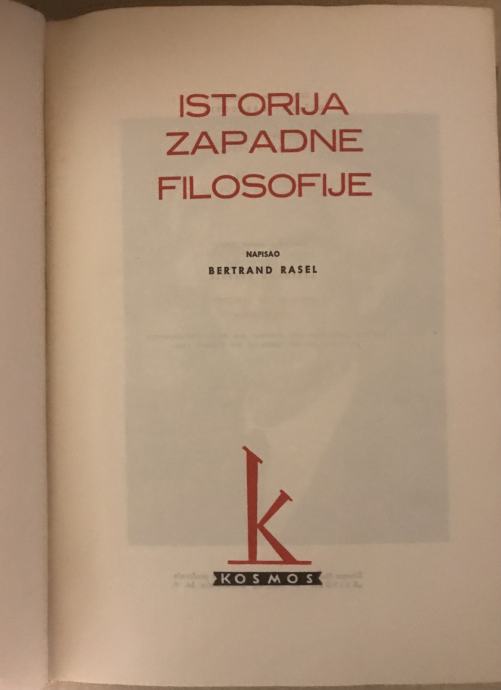 ISTORIJA
ZAPADNE
FILOSOFIJE
NAPISAO
BERTRAND RASEL
k
KOSMOS